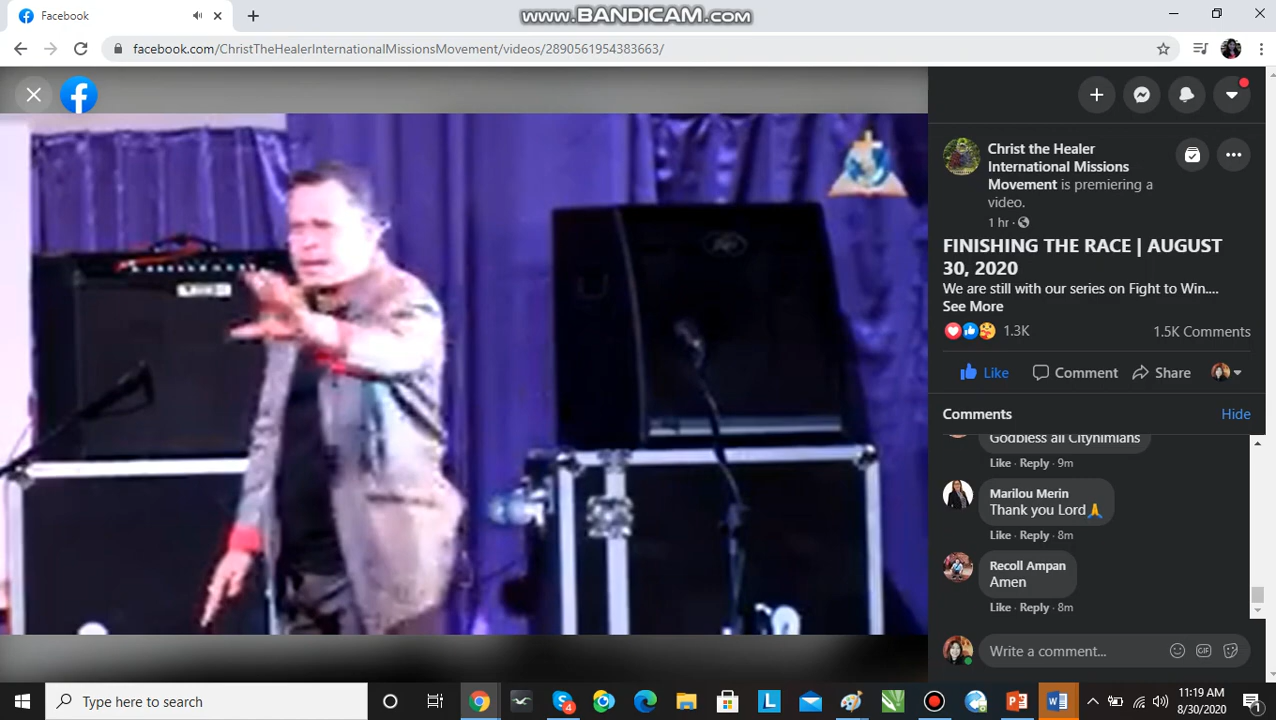 Facebook
www.BANDICAM.com
facebook.com/ChristTheHealerInternationalMissionsMovement/videos/2890561954383663/
Christ the Healer
International Missions
Movement is premiering a
video.
1 hr ·
FINISHING THE RACE | AUGUST
30, 2020
We are still with our series on Fight to Win....
See More
1.3K
1.5K Comments
Like
Comment
Share
Comments
Hide
Godbless all Cityhimians
Like · Reply · 9m
Marilou Merin
Thank you Lord🙏
Like · Reply · 8m
Recoll Ampan
Amen
Like · Reply · 8m
Write a comment...
GIF
Type here to search
4
L
11:19 AM
8/30/2020
1